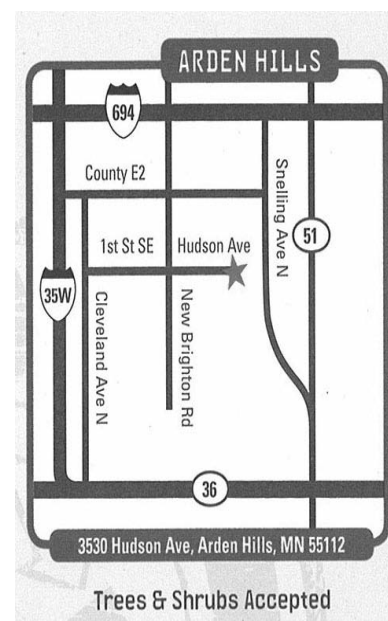 ARDEN HILLS
694
County E2
Snelling Ave N
51
1st St SE
Hudson Ave
35W
Cleveland Ave N
New Brighton Rd
36
3530 Hudson Ave, Arden Hills, MN 55112
Trees & Shrubs Accepted